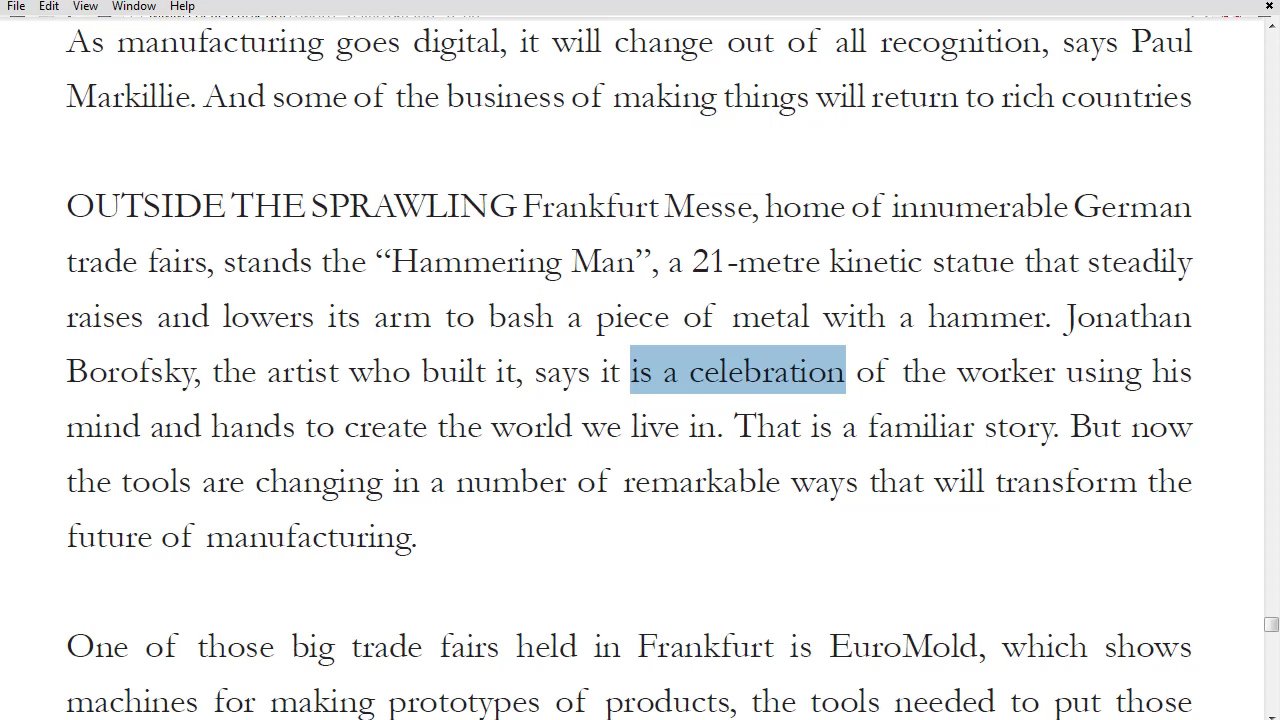 File Edit View Window Help
As manufacturing goes digital, it will change out of all recognition, says Paul
Markillie. And some of the business of making things will return to rich countries
OUTSIDE THE SPRAWLING Frankfurt Messe, home of innumerable German
trade fairs, stands the “Hammering Man”, a 21-metre kinetic statue that steadily
raises and lowers its arm to bash a piece of metal with a hammer. Jonathan
Borofsky, the artist who built it, says it is a celebration of the worker using his
mind and hands to create the world we live in. That is a familiar story. But now
the tools are changing in a number of remarkable ways that will transform the
future of manufacturing.
One of those big trade fairs held in Frankfurt is EuroMold, which shows
machines for making prototypes of products, the tools needed to put those